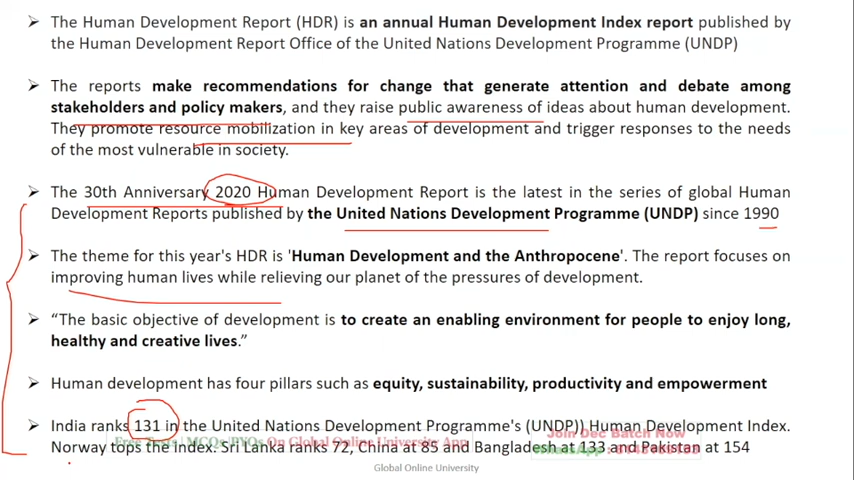 ➢ The Human Development Report (HDR) is an annual Human Development Index report published by
the Human Development Report Office of the United Nations Development Programme (UNDP)
➢ The reports make recommendations for change that generate attention and debate among
stakeholders and policy makers, and they raise public awareness of ideas about human development.
They promote resource mobilization in key areas of development and trigger responses to the needs
of the most vulnerable in society.
➢ The 30th Anniversary 2020 Human Development Report is the latest in the series of global Human
Development Reports published by the United Nations Development Programme (UNDP) since 1990
➢ The theme for this year's HDR is 'Human Development and the Anthropocene'. The report focuses on
improving human lives while relieving our planet of the pressures of development.
➢ “The basic objective of development is to create an enabling environment for people to enjoy long,
healthy and creative lives.”
➢ Human development has four pillars such as equity, sustainability, productivity and empowerment
➢ India ranks 131 in the United Nations Development Programme's (UNDP)) Human Development Index.
Norway tops the index. Sri Lanka ranks 72, China at 85 and Bangladesh at 133 and Pakistan at 154
Free Tests | MCQs |PYQs On Global Online University App
Join Dec Batch Now
WhatsApp :
Global Online University